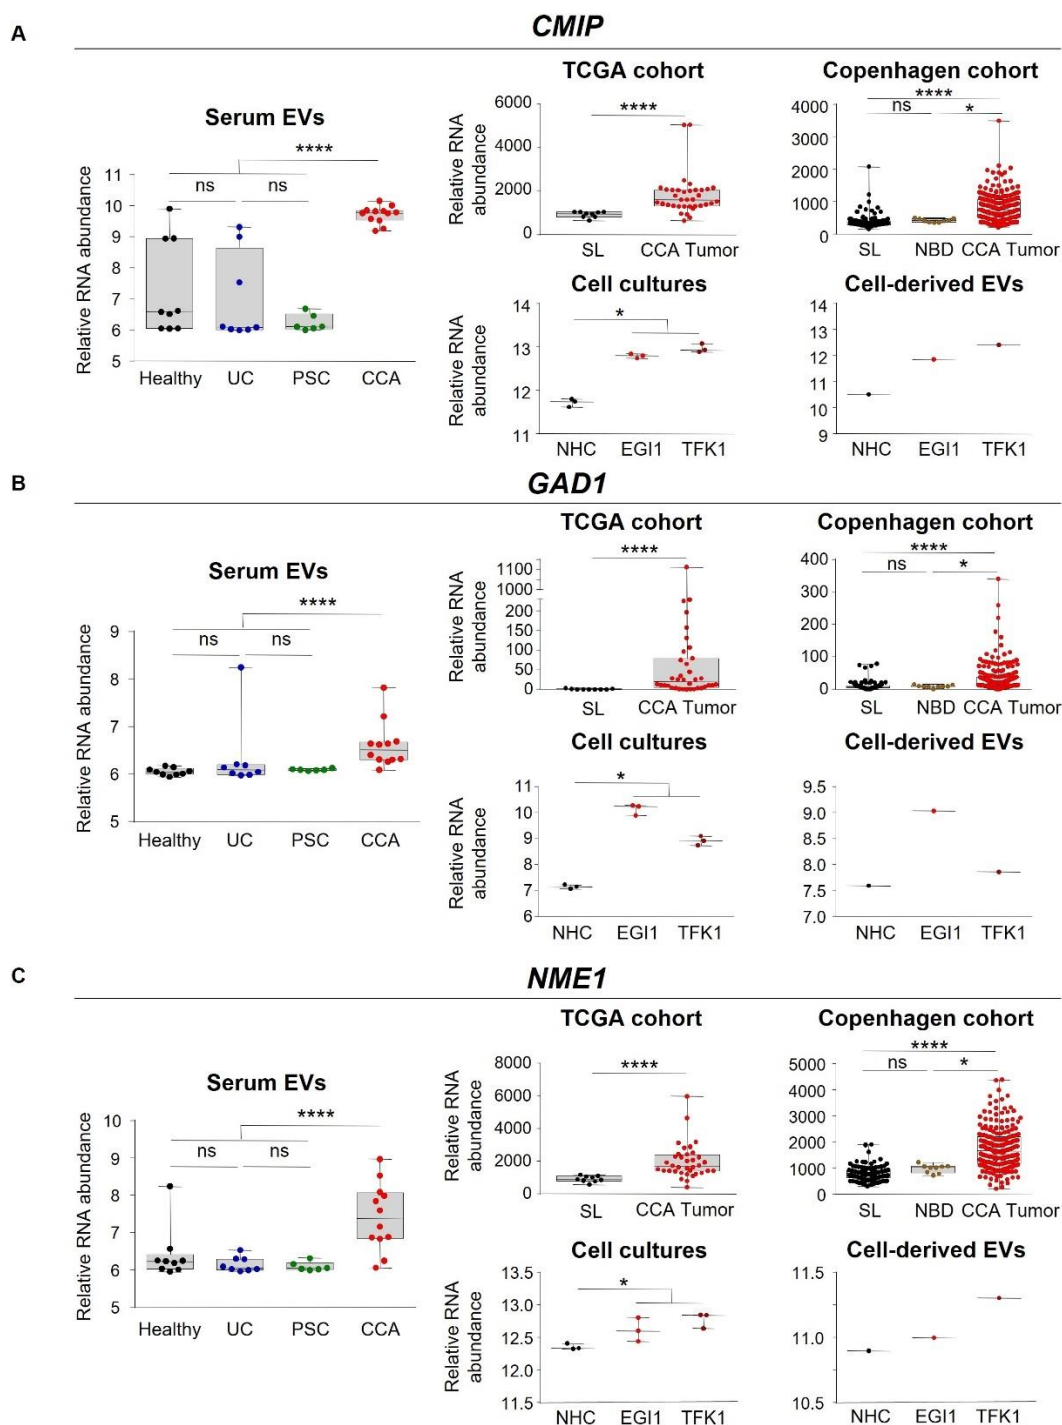 A
CMIP
Serum EVs
****
ns ns
Relative RNA abundance
11
10
9
8
7
6
5
Healthy UC PSC CCA
TCGA cohort
****
Relative RNA
abundance
6000
4000
2000
0
SL CCA Tumor
Copenhagen cohort
****
ns *
4000
3000
2000
1000
0
SL NBD CCA Tumor
Cell cultures
*
Relative RNA
abundance
14
13
12
11
NHC EGI1 TFK1
Cell-derived EVs
14
13
12
11
10
9
NHC EGI1 TFK1
B
GAD1
Serum EVs
****
ns ns
Relative RNA abundance
9
8
7
6
5
Healthy UC PSC CCA
TCGA cohort
****
Relative RNA
abundance
1100
1000
200
150
100
50
0
SL CCA Tumor
Copenhagen cohort
****
ns *
400
300
200
100
0
SL NBD CCA Tumor
Cell cultures
*
Relative RNA
abundance
11
10
9
8
7
6
NHC EGI1 TFK1
Cell-derived EVs
9.5
9.0
8.5
8.0
7.5
7.0
NHC EGI1 TFK1
C
NME1
Serum EVs
****
ns ns
Relative RNA abundance
10
9
8
7
6
5
Healthy UC PSC CCA
TCGA cohort
****
Relative RNA
abundance
8000
6000
4000
2000
0
SL CCA Tumor
Copenhagen cohort
****
ns *
5000
4000
3000
2000
1000
0
SL NBD CCA Tumor
Cell cultures
*
Relative RNA
abundance
13.5
13.0
12.5
12.0
11.5
NHC EGI1 TFK1
Cell-derived EVs
11.5
11.0
10.5
NHC EGI1 TFK1